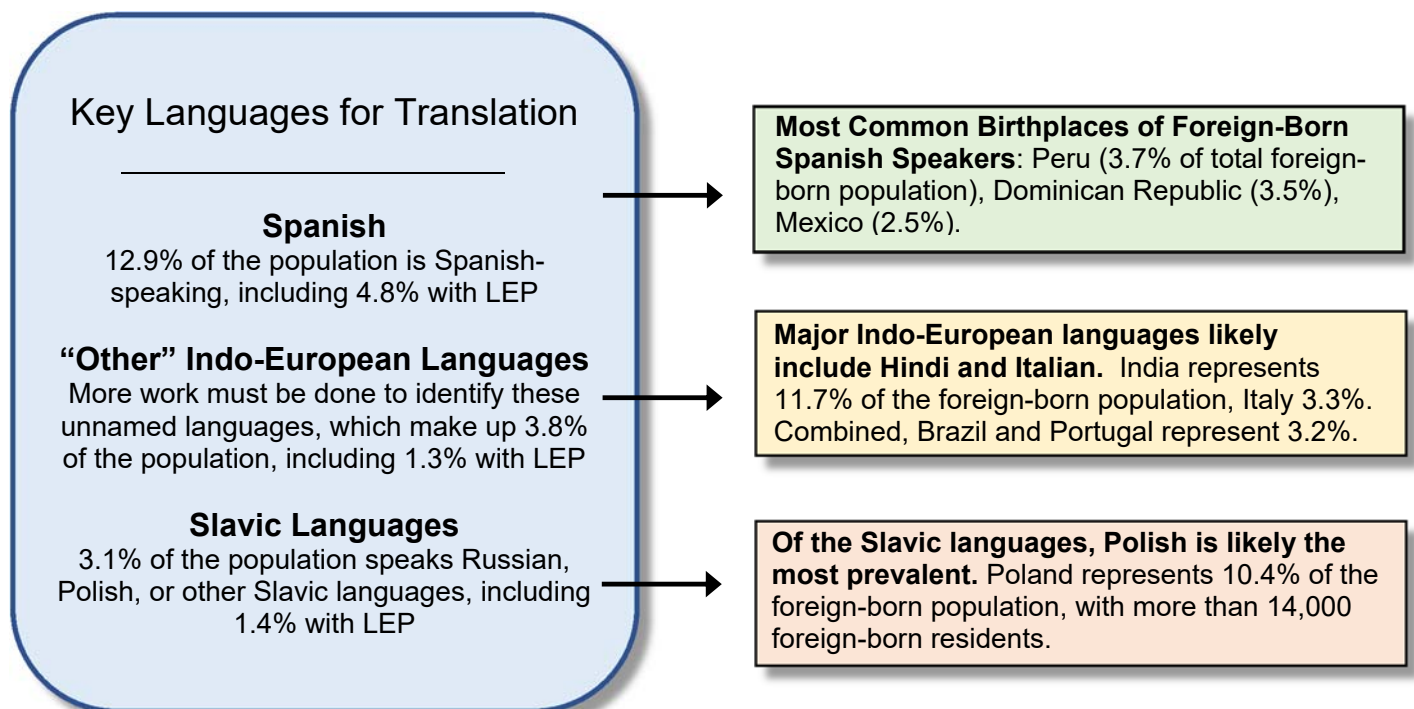 Key Languages for Translation
Spanish
12.9% of the population is Spanish-
speaking, including 4.8% with LEP
“Other” Indo-European Languages
More work must be done to identify these
unnamed languages, which make up 3.8%
of the population, including 1.3% with LEP
Slavic Languages
3.1% of the population speaks Russian,
Polish, or other Slavic languages, including
1.4% with LEP
Most Common Birthplaces of Foreign-Born
Spanish Speakers: Peru (3.7% of total foreign-
born population), Dominican Republic (3.5%),
Mexico (2.5%).
Major Indo-European languages likely
include Hindi and Italian. India represents
11.7% of the foreign-born population, Italy 3.3%.
Combined, Brazil and Portugal represent 3.2%.
Of the Slavic languages, Polish is likely the
most prevalent. Poland represents 10.4% of the
foreign-born population, with more than 14,000
foreign-born residents.